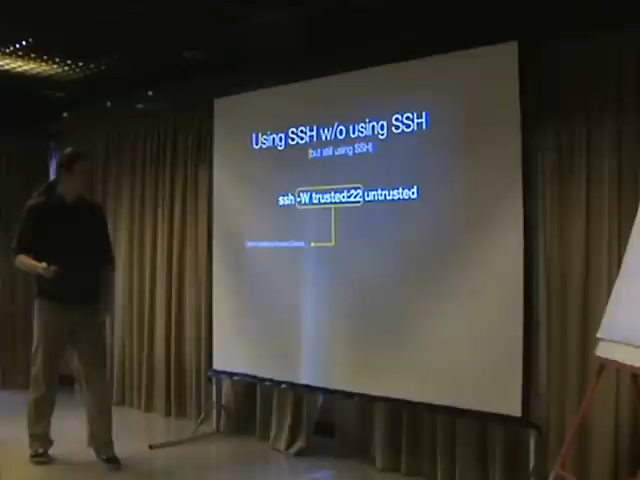 Using SSH w/o using SSH
(but still using SSH)
ssh -W trusted:22 untrusted